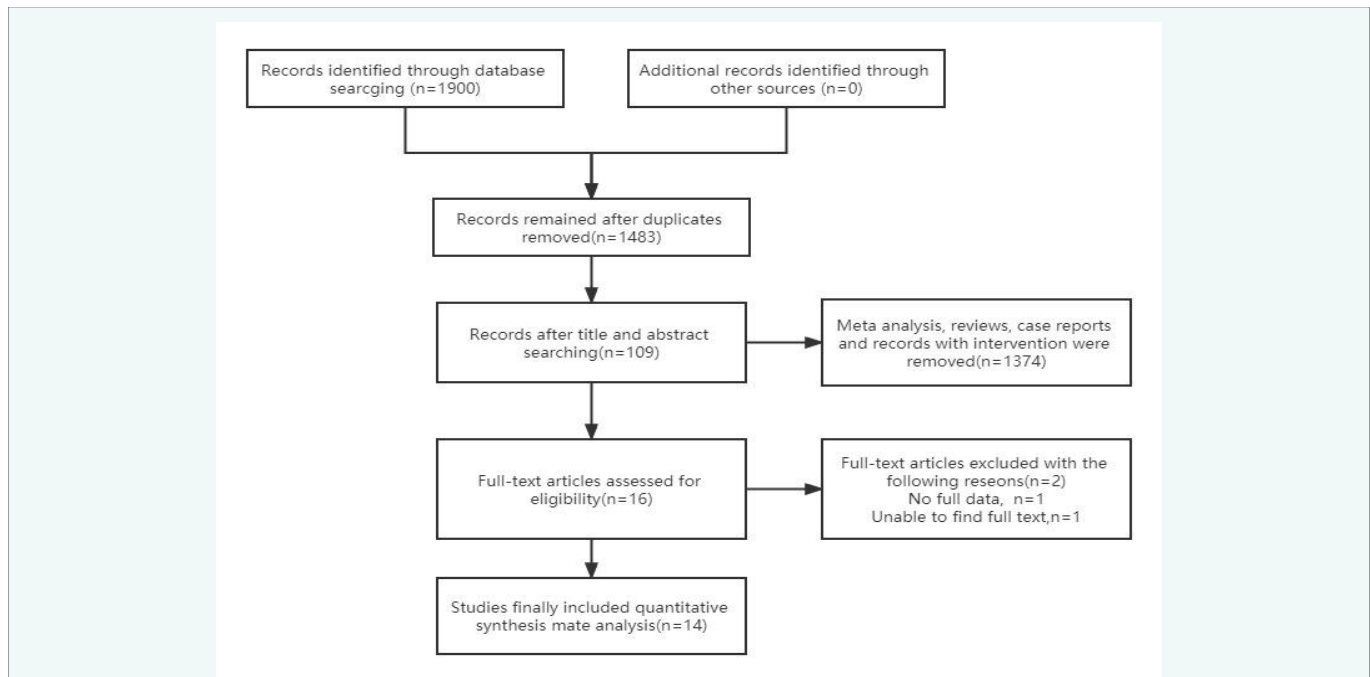 Records identified through database
searcging (n=1900)
Additional records identified through
other sources (n=0)
Records remained after duplicates
removed(n=1483)
Records after title and abstract
searching(n=109)
Meta analysis, reviews, case reports
and records with intervention were
removed(n=1374)
Full-text articles assessed for
eligibility(n=16)
Full-text articles excluded with the
following reseons(n=2)
No full data, n=1
Unable to find full text,n=1
Studies finally included quantitative
synthesis mate analysis(n=14)